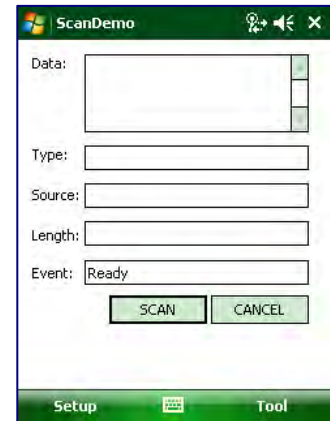 ScanDemo
Data:
Type:
Source:
Length:
Event: Ready
SCAN CANCEL
Setup Tool